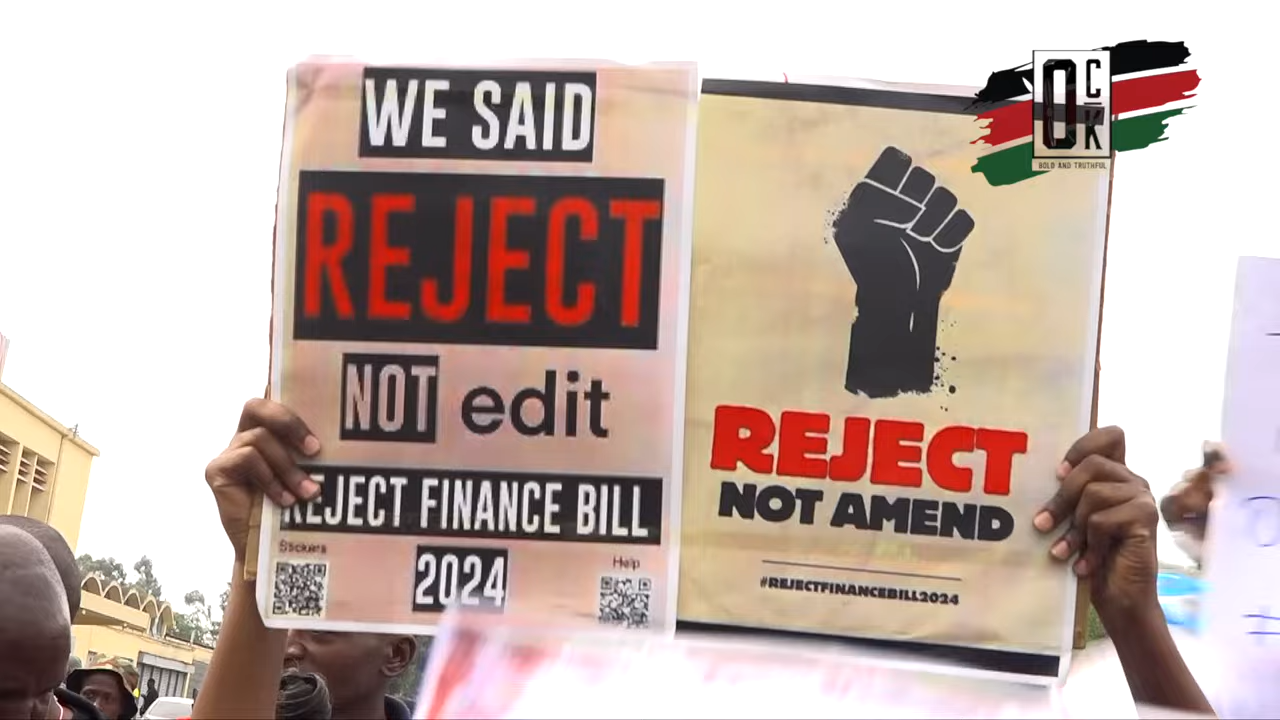 WE SAID
REJECT
NOT edit
REJECT FINANCE BILL
2024
Stickers
Help
REJECT
NOT AMEND
#REJECTFINANCEBILL2024
OCK
BOLD AND TRUTHFUL